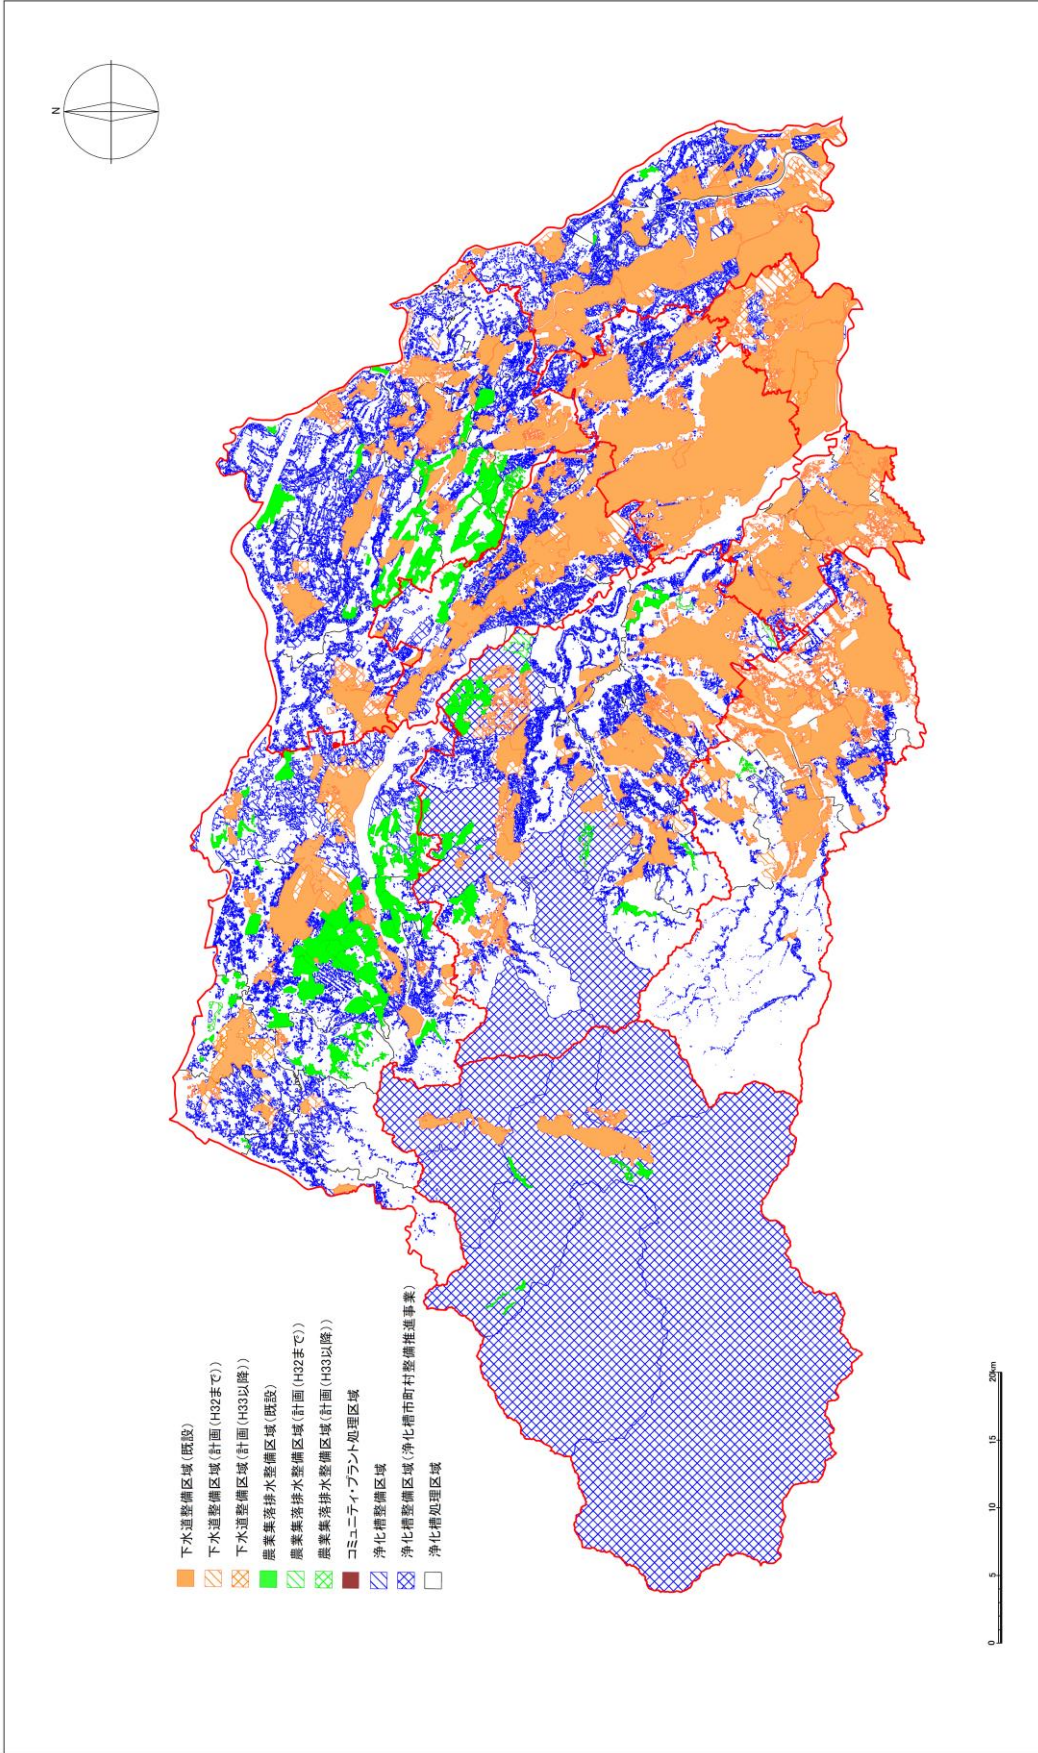 N
下水道整備区域(既設)
下水道整備区域(計画(H32まで))
下水道整備区域(計画(H33以降))
農業集落排水整備区域(既設)
農業集落排水整備区域(計画(H32まで))
農業集落排水整備区域(計画(H33以降))
コミュニティ・プラント処理区域
浄化槽整備区域
浄化槽整備区域(浄化槽市町村整備推進事業)
浄化槽処理区域
0 5 10 15 20km